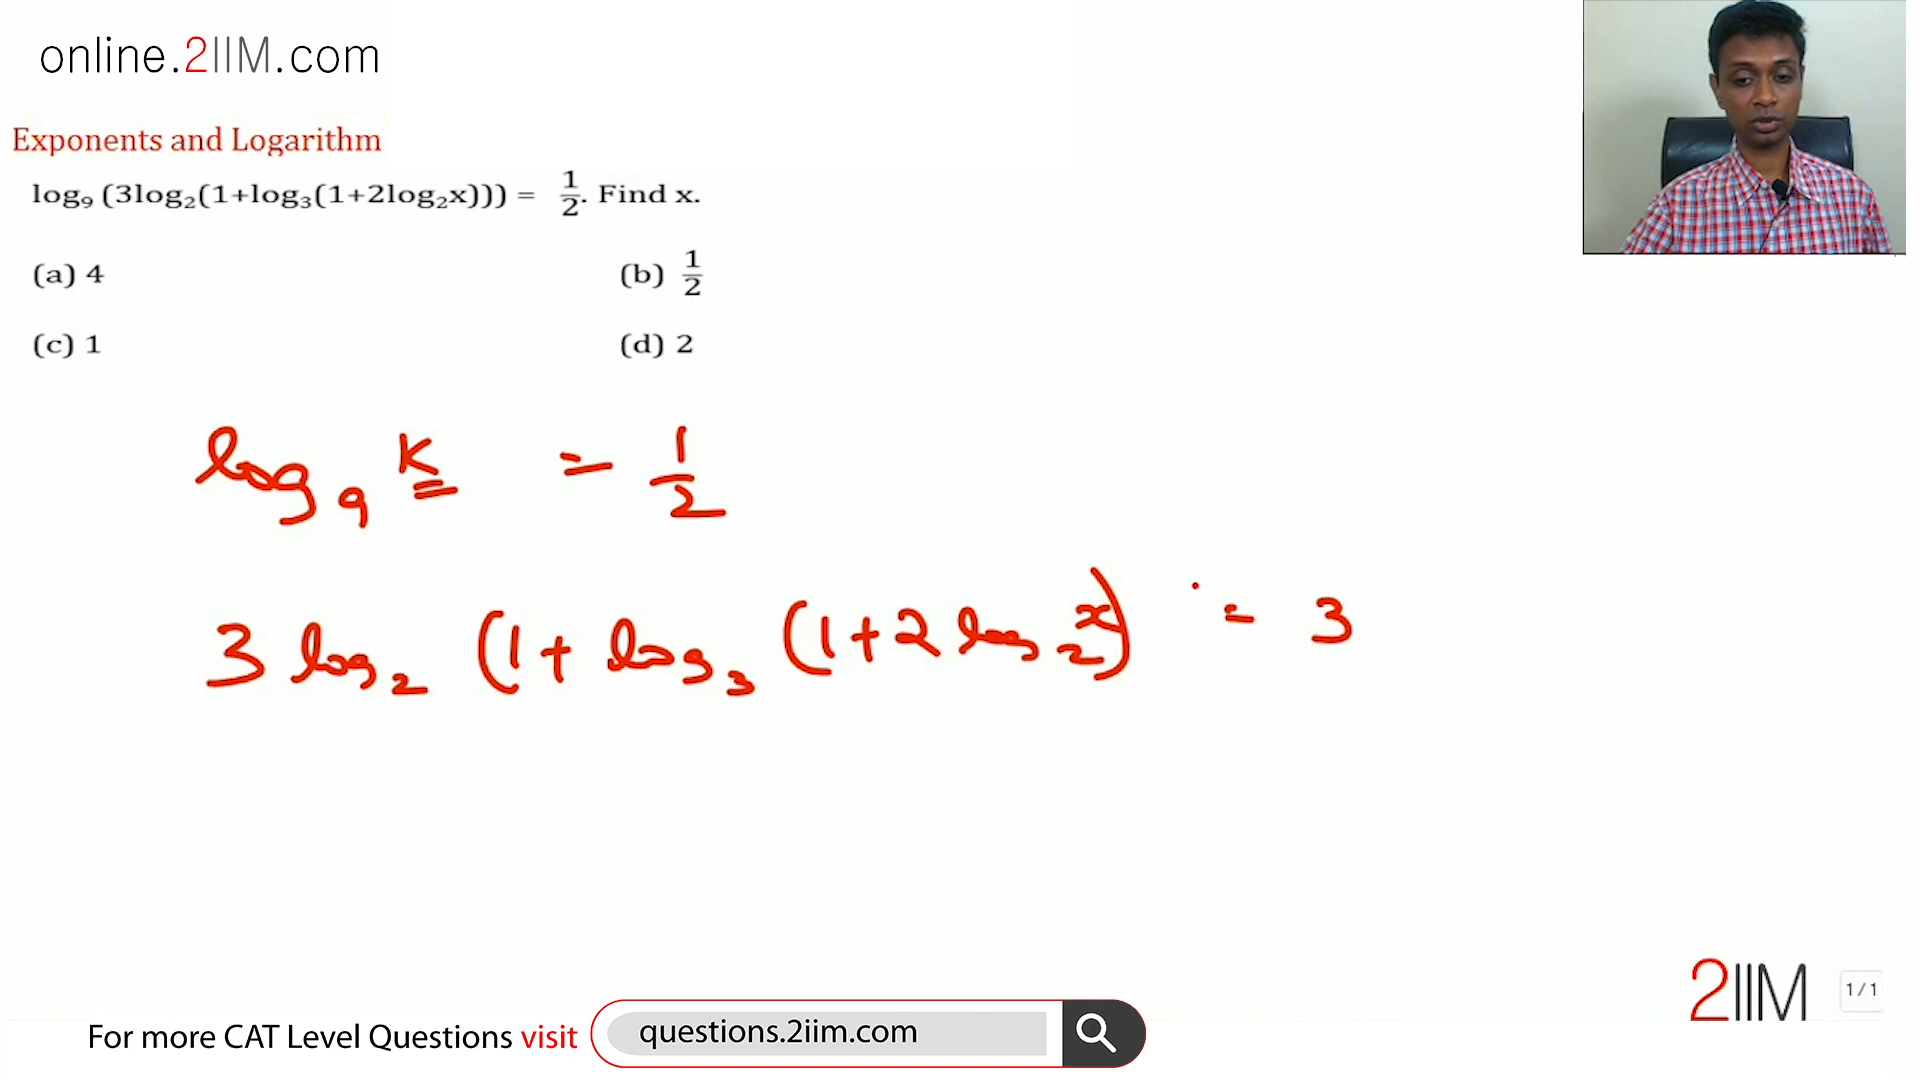 online.2IIM.com
Exponents and Logarithm
log₉ (3log₂(1+log₃(1+2log₂x))) = 1/2. Find x.
(a) 4 (b) 1/2
(c) 1 (d) 2
log₉ K = 1/2
3 log₂ (1 + log₃ (1 + 2 log₂ x) = 3
2IIM 1 / 1
For more CAT Level Questions visit questions.2iim.com